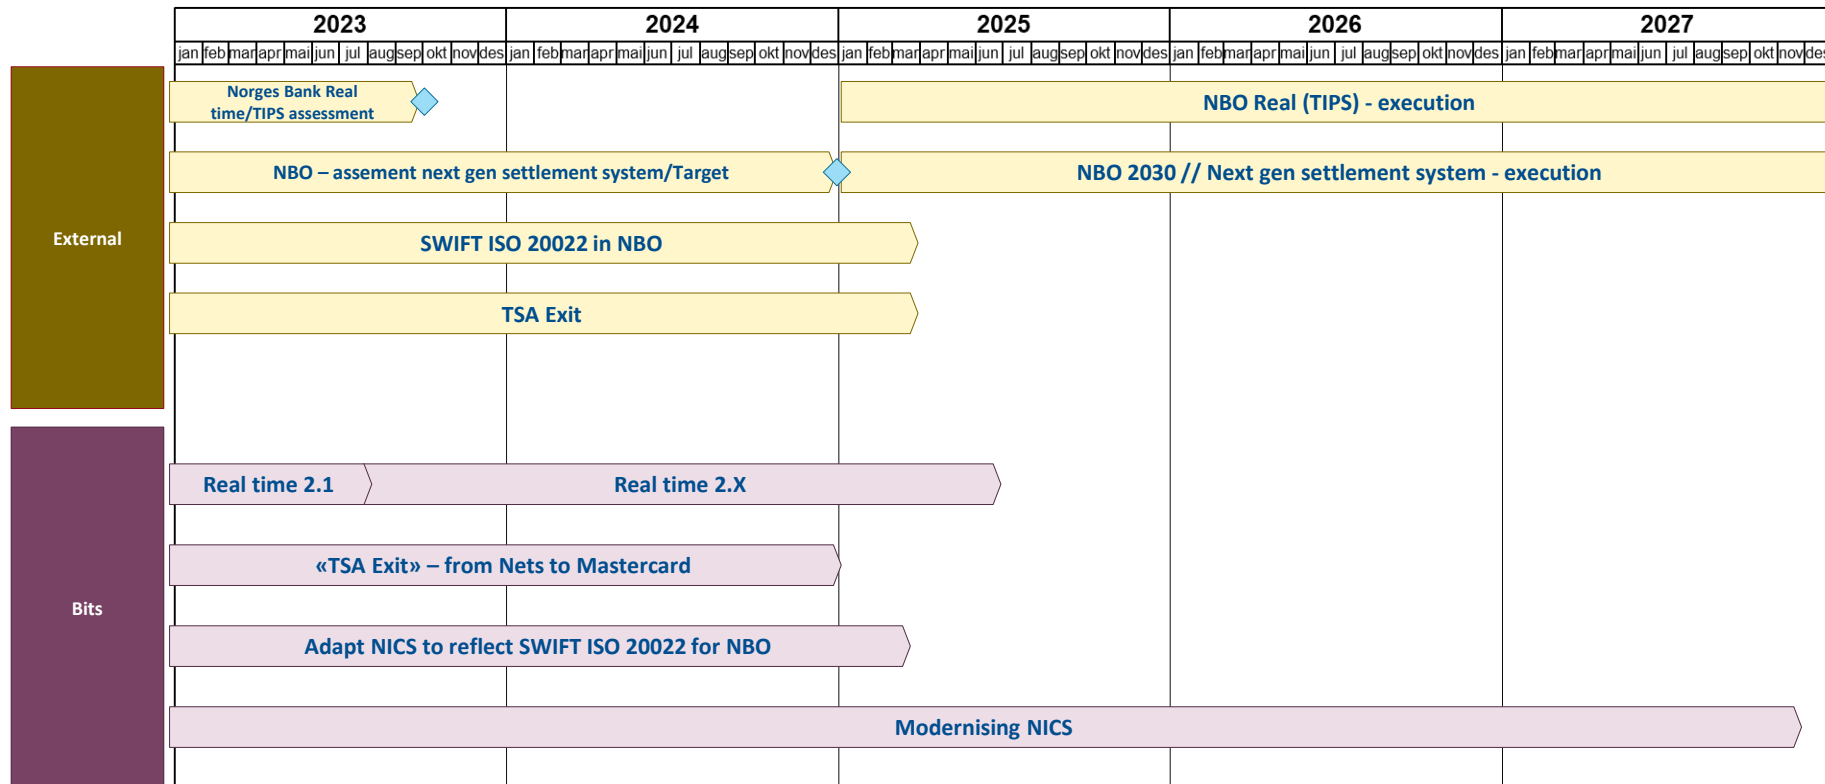 2023 2024 2025 2026 2027
jan feb mar apr mai jun jul aug sep okt nov des jan feb mar apr mai jun jul aug sep okt nov des jan feb mar apr mai jun jul aug sep okt nov des jan feb mar apr mai jun jul aug sep okt nov des jan feb mar apr mai jun jul aug sep okt nov des
External
Norges Bank Real
time/TIPS assessment
NBO Real (TIPS) - execution
NBO – assement next gen settlement system/Target
NBO 2030 // Next gen settlement system - execution
SWIFT ISO 20022 in NBO
TSA Exit
Bits
Real time 2.1
Real time 2.X
«TSA Exit» – from Nets to Mastercard
Adapt NICS to reflect SWIFT ISO 20022 for NBO
Modernising NICS